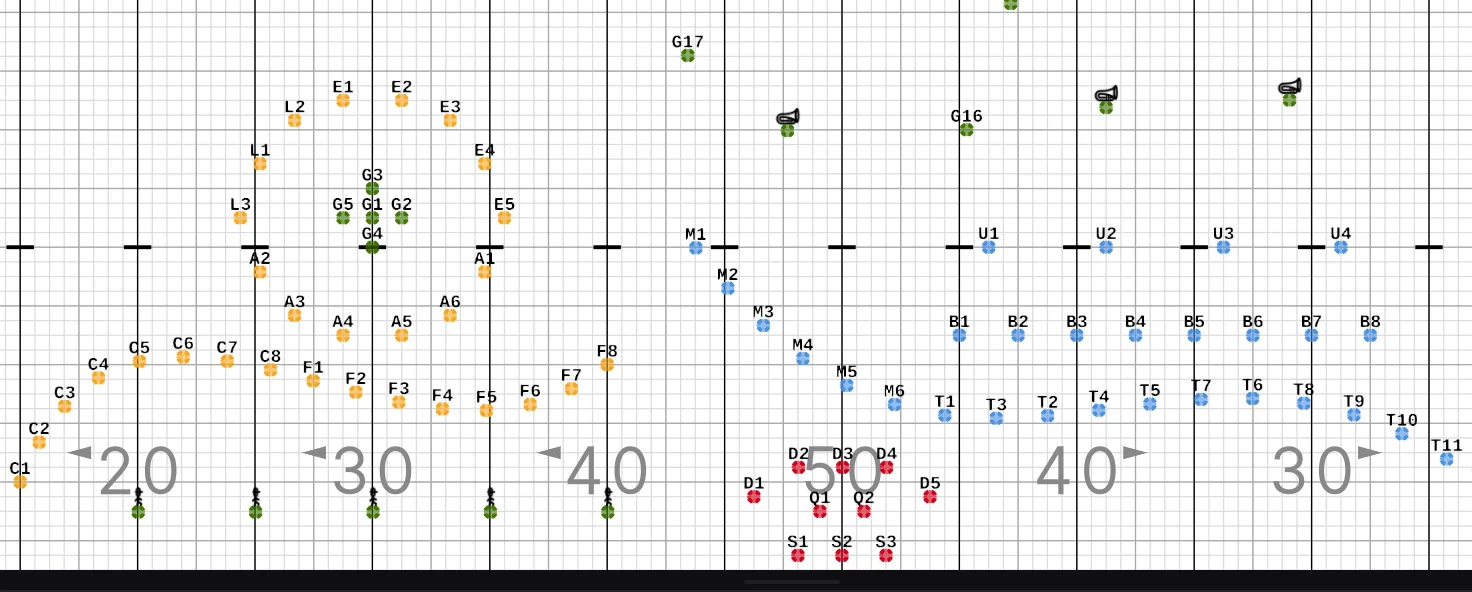 G17
E1 E2
L2 E3
G16
L1 E4
G3
L3 G5 G1 G2 E5
G4 M1 U1 U2 U3 U4
A2 A1
M2
A3 A6
M3
A4 A5 B1 B2 B3 B4 B5 B6 B7 B8
C5 C6 C7 M4
C4 C8 F8
F1 F7 M5
C3 F2 F3 F4 F5 F6 M6 T1 T3 T2 T4 T5 T7 T6 T8 T9
C2 T10
T11
D2 D3 D4
C1 ◄20 ◄30 ◄40 50 40► 30►
D1 D5
Q1 Q2
S1 S2 S3